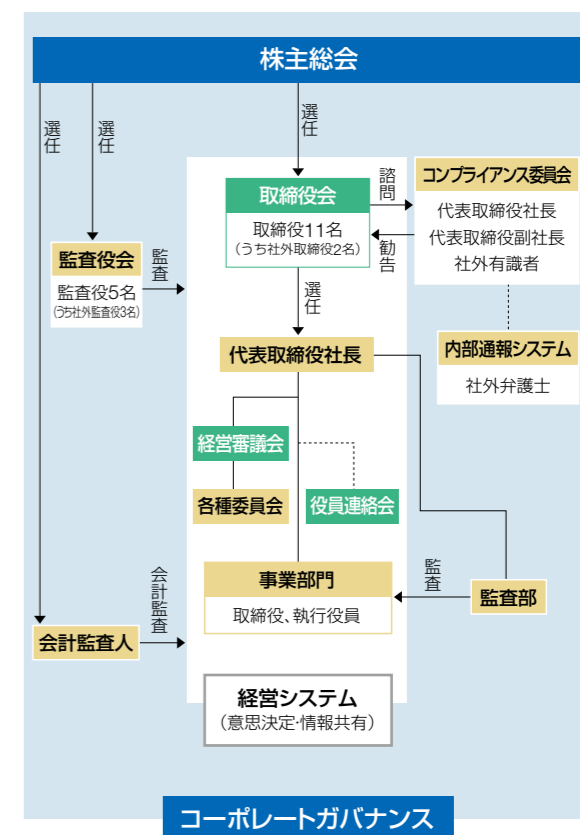 株主総会
選任
選任
選任
取締役会
取締役11名
(うち社外取締役2名)
諮問
勧告
コンプライアンス委員会
代表取締役社長
代表取締役副社長
社外有識者
監査役会
監査役5名
(うち社外監査役3名)
監査
選任
代表取締役社長
内部通報システム
社外弁護士
経営審議会
各種委員会
役員連絡会
事業部門
取締役、執行役員
監査
監査部
会計監査
会計監査人
経営システム
(意思決定・情報共有)
コーポレートガバナンス